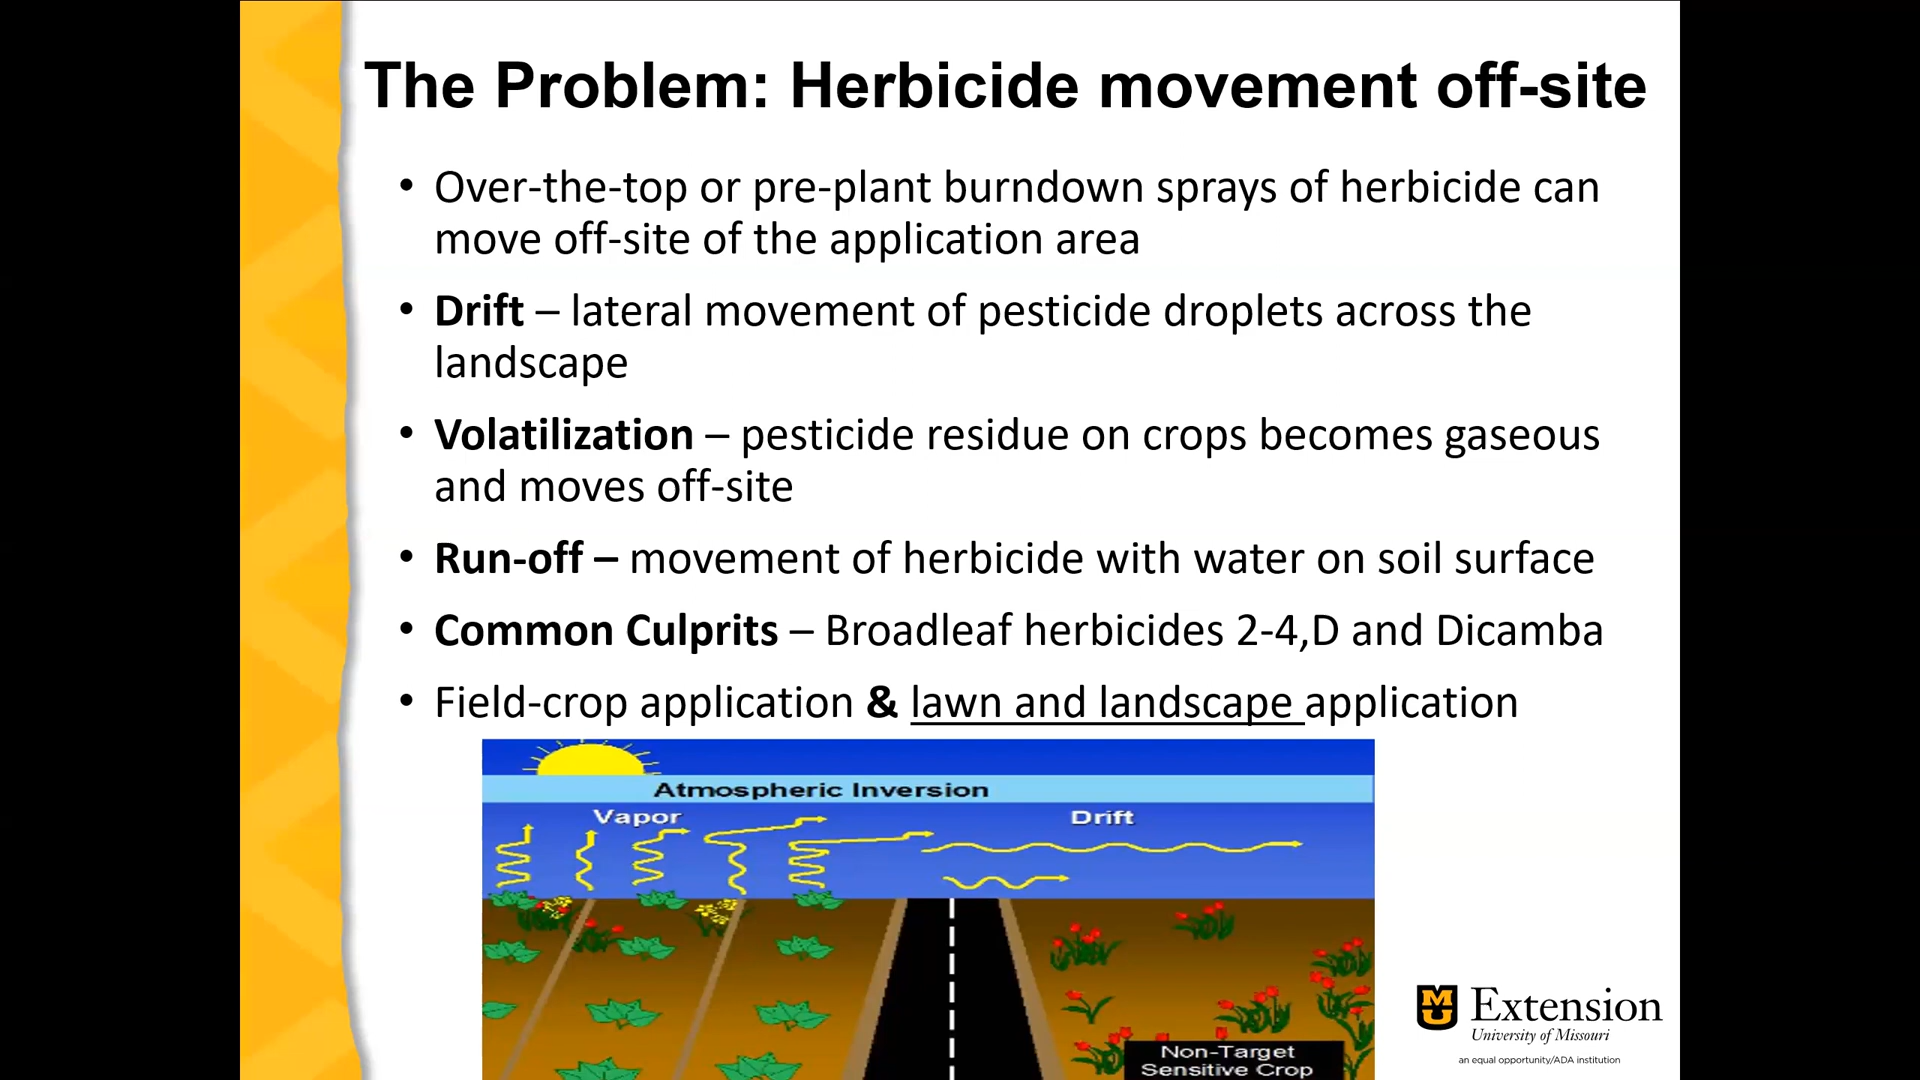 The Problem: Herbicide movement off-site
• Over-the-top or pre-plant burndown sprays of herbicide can
move off-site of the application area
• Drift – lateral movement of pesticide droplets across the
landscape
• Volatilization – pesticide residue on crops becomes gaseous
and moves off-site
• Run-off – movement of herbicide with water on soil surface
• Common Culprits – Broadleaf herbicides 2-4,D and Dicamba
• Field-crop application & lawn and landscape application
Atmospheric Inversion
Vapor
Drift
Non-Target
Sensitive Crop
MU
Extension
University of Missouri
an equal opportunity/ADA institution